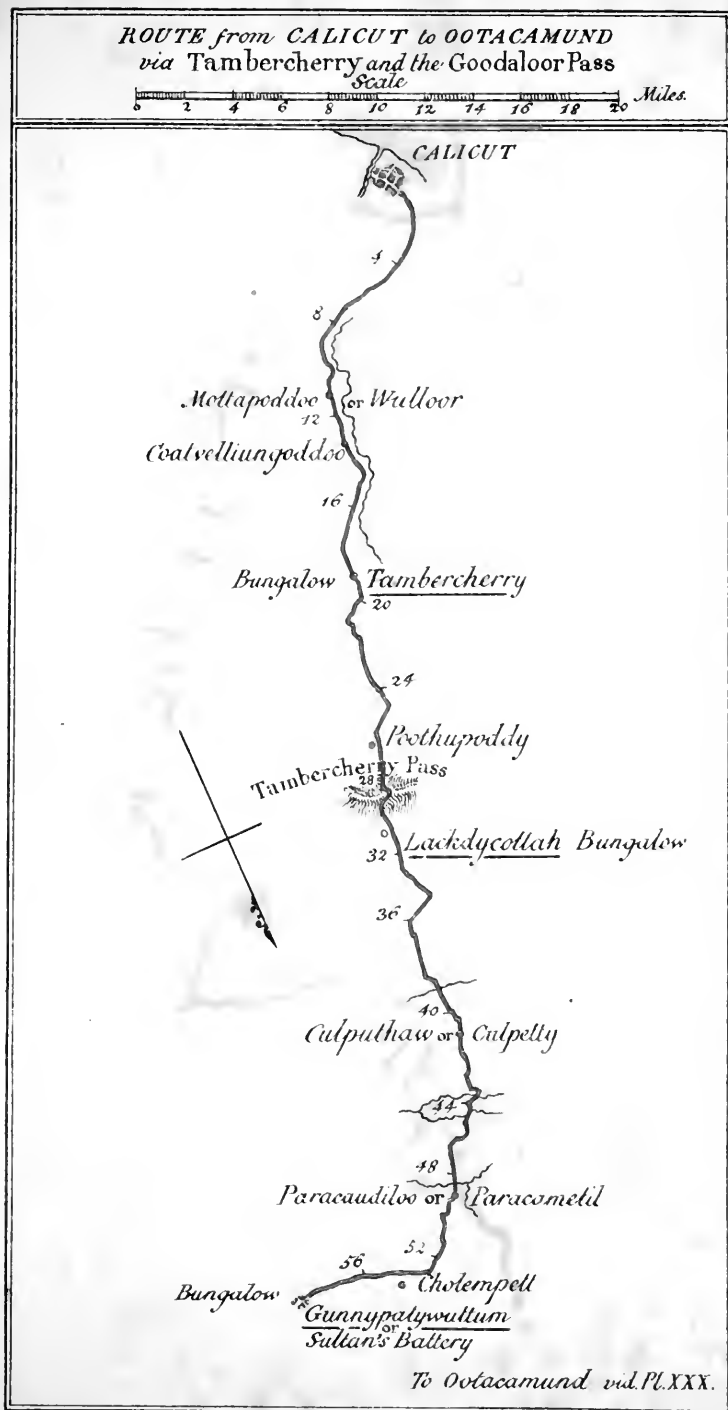 ROUTE from CALICUT to OOTACAMUND
via Tambercherry and the Goodaloor Pass
Scale
0 2 4 6 8 10 12 14 16 18 20 Miles.
CALICUT
4
8
Mottapoddoo or Wulloor
12
Coatvelliungoddoo
16
Bungalow Tambercherry
20
24
Poothupoddy
Tambercherry Pass
28
Lackdycottah Bungalow
32
36
40
Culputhaw or Culpetty
44
48
Paracaudiloo or Paracometil
52
56
Cholempett
Bungalow
Gunnypatywuttum
or
Sultan's Battery
To Ootacamund vid. Pl. XXX.